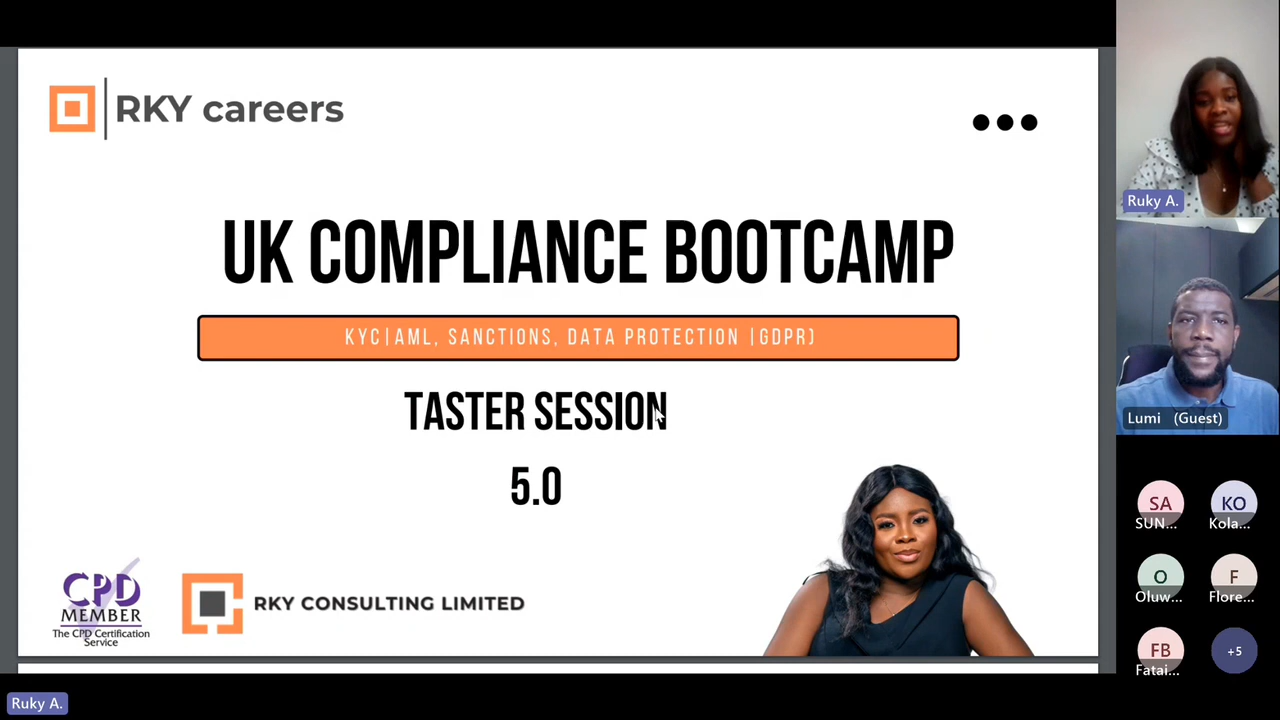 RKY careers
UK COMPLIANCE BOOTCAMP
KYC|AML, SANCTIONS, DATA PROTECTION |GDPR)
TASTER SESSION
5.0
CPD
MEMBER
The CPD Certification
Service
RKY CONSULTING LIMITED
Ruky A.
Ruky A.
Lumi (Guest)
SA
SUN...
KO
Kola...
O
Oluw...
F
Flore...
FB
Fatai...
+5